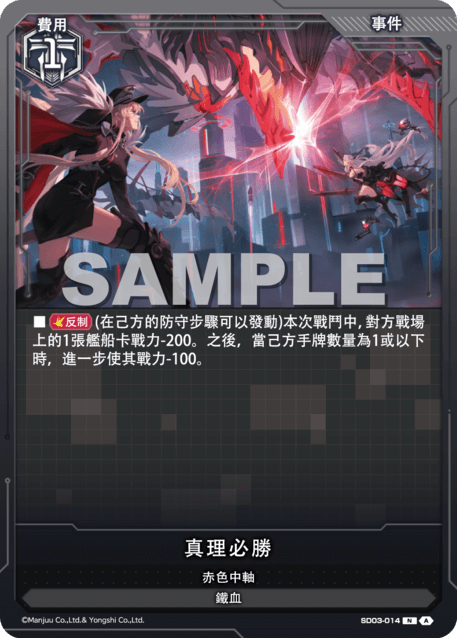 費用
事件
1
SAMPLE
■ 反制 (在己方的防守步驟可以發動)本次戰鬥中,對方戰場
上的1張艦船卡戰力-200。之後,當己方手牌數量為1或以下
時,進一步使其戰力-100。
真理必勝
赤色中軸
鐵血
©Manjuu Co.,Ltd.& Yongshi Co.,Ltd.
SD03-014 N A